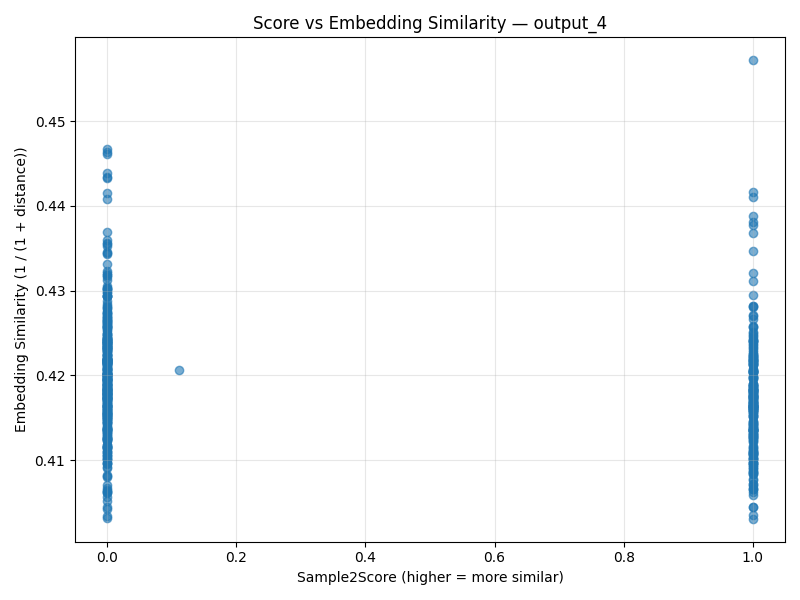 Score vs Embedding Similarity — output_4
Embedding Similarity (1 / (1 + distance))
0.45
0.44
0.43
0.42
0.41
0.0 0.2 0.4 0.6 0.8 1.0
Sample2Score (higher = more similar)